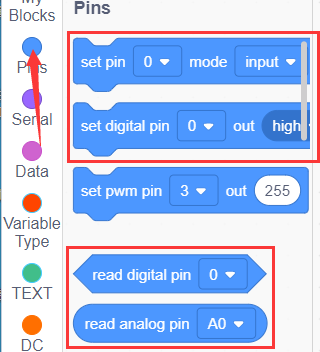 My
Blocks
Pins
Serial
Data
Variable
Type
TEXT
DC
Pins
set pin 0 mode input
set digital pin 0 out high
set pwm pin 3 out 255
read digital pin 0
read analog pin A0